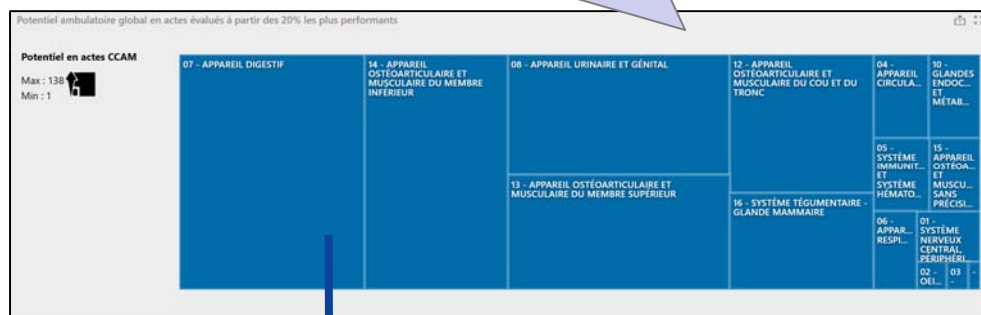 Potentiel ambulatoire global en actes évalués à partir des 20% les plus performants
Potentiel en actes CCAM
Max : 138
Min : 1
07 - APPAREIL DIGESTIF
14 - APPAREIL
OSTÉOARTICULAIRE ET
MUSCULAIRE DU MEMBRE
INFÉRIEUR
08 - APPAREIL URINAIRE ET GÉNITAL
13 - APPAREIL OSTÉOARTICULAIRE ET
MUSCULAIRE DU MEMBRE SUPÉRIEUR
12 - APPAREIL
OSTÉOARTICULAIRE ET
MUSCULAIRE DU COU ET DU
TRONC
16 - SYSTÈME TÉGUMENTAIRE -
GLANDE MAMMAIRE
04 -
APPAREIL
CIRCULA...
10 -
GLANDES
ENDOC...
ET
MÉTAB...
05 -
SYSTÈME
IMMUNIT...
ET
SYSTÈME
HÉMATO...
15 -
APPAREIL
OSTÉOA...
ET
MUSCU...
SANS
PRÉCISI...
06 -
APPAR...
RESPI...
01 -
SYSTÈME
NERVEUX
CENTRAL,
PÉRIPHÉRI...
02 -
OEI...
03
-
-